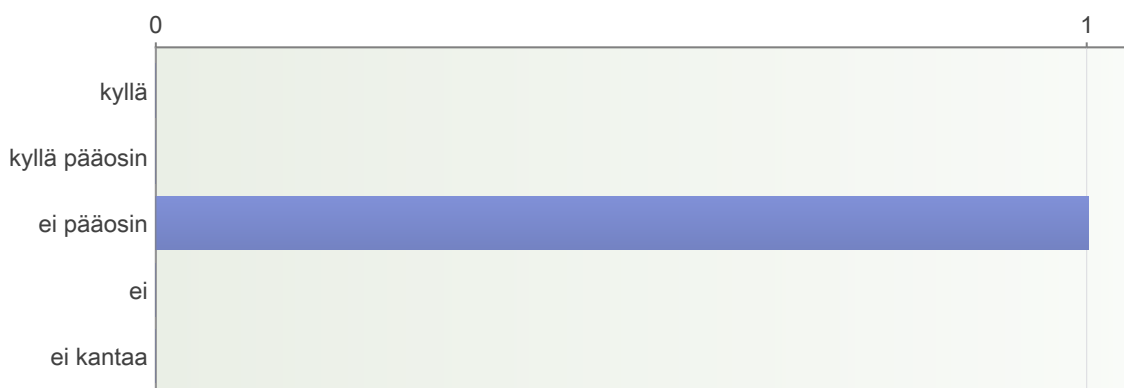 0 1
kyllä
kyllä pääosin
ei pääosin
ei
ei kantaa